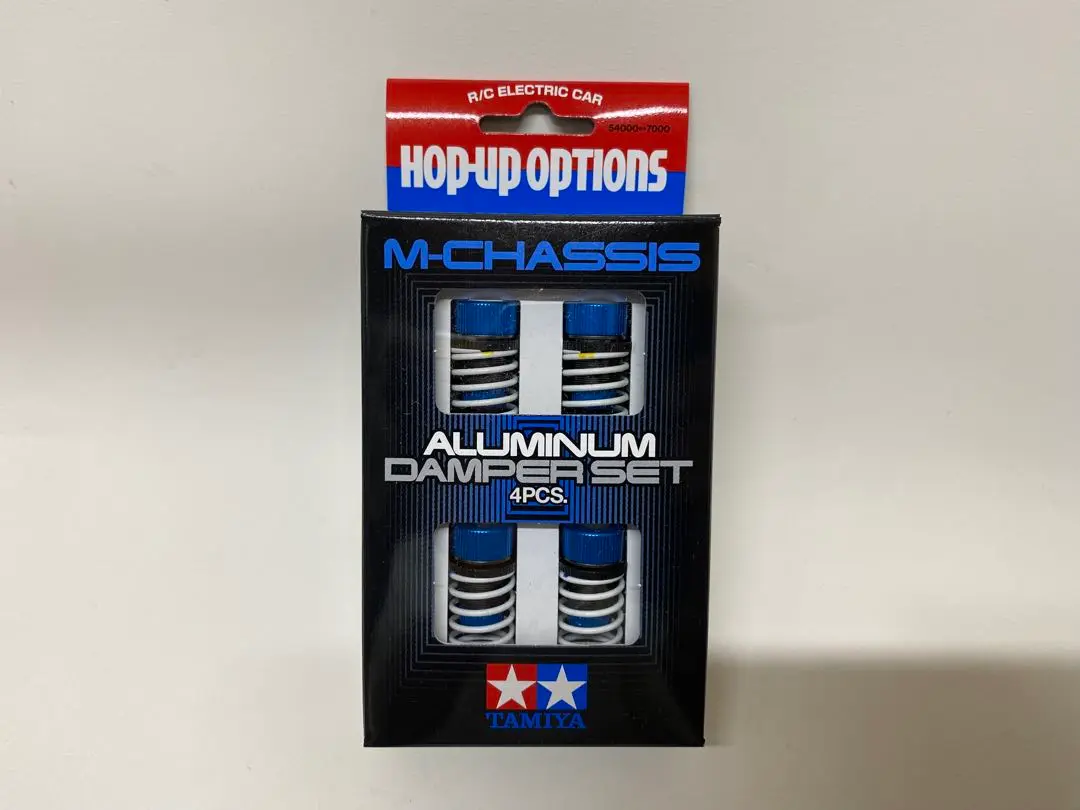 R/C ELECTRIC CAR
54000-7000
HOP-UP OPTIONS
M-CHASSIS
ALUMINUM
DAMPER SET
4PCS.
TAMIYA